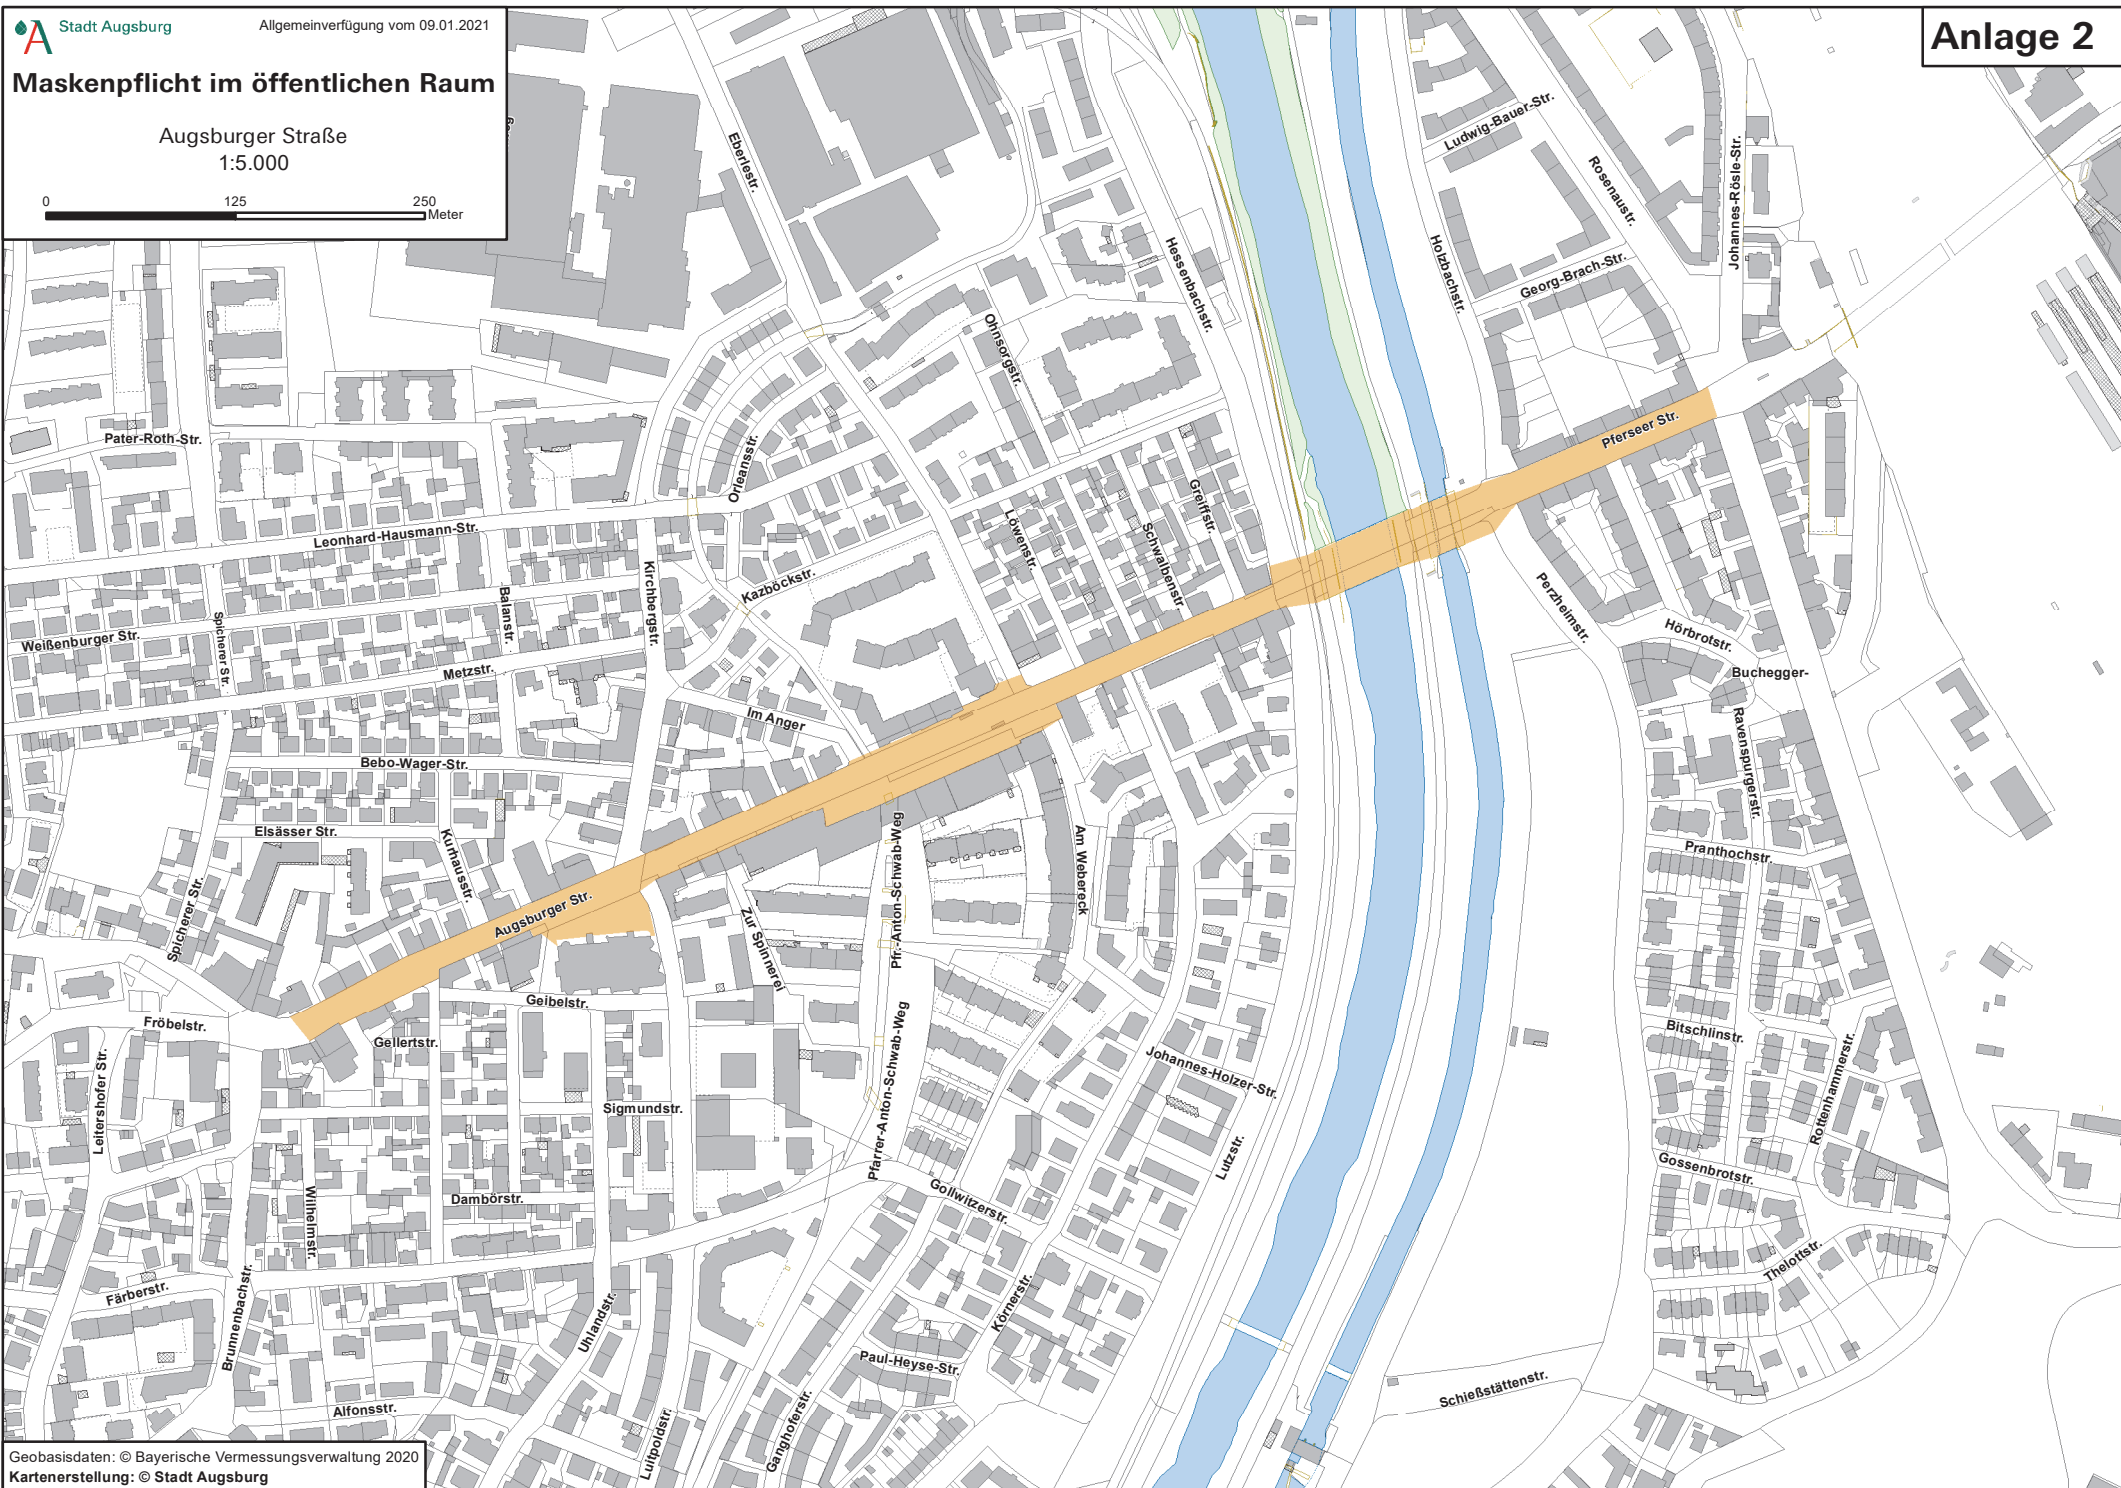 Stadt Augsburg
Allgemeinverfügung vom 09.01.2021
Anlage 2
Maskenpflicht im öffentlichen Raum
Augsburger Straße
1:5.000
0 125 250
Meter
Eberlestr.
Ludwig-Bauer-Str.
Rosenaustr.
Johannes-Rösle-Str.
Hessenbachstr.
Holzbachstr.
Georg-Brach-Str.
Ohnsorgstr.
Pferseer Str.
Pater-Roth-Str.
Orleansstr.
Leonhard-Hausmann-Str.
Löwenstr.
Greiffstr.
Schwalbenstr.
Kirchbergstr.
Kazböckstr.
Balanstr.
Perzheimstr.
Weißenburger Str.
Spicherer Str.
Hörbrotstr.
Metzstr.
Buchegger-
Im Anger
Ravenspurgerstr.
Bebo-Wager-Str.
Elsässer Str.
Kurhausstr.
Pfr.-Anton-Schwab-Weg
Am Webereck
Pranthochstr.
Spicherer Str.
Augsburger Str.
Zur Spinnerei
Geibelstr.
Fröbelstr.
Gellertstr.
Leitershofer Str.
Pfarrer-Anton-Schwab-Weg
Johannes-Holzer-Str.
Bitschlinstr.
Rottenhammerstr.
Sigmundstr.
Lutzstr.
Gossenbrotstr.
Wilhelmstr.
Dambörstr.
Gollwitzerstr.
Thelottstr.
Färberstr.
Brunnenbachstr.
Uhlandstr.
Körnerstr.
Paul-Heyse-Str.
Schießstättenstr.
Alfonsstr.
Luitpoldstr.
Ganghoferstr.
Geobasisdaten: © Bayerische Vermessungsverwaltung 2020
Kartenerstellung: © Stadt Augsburg